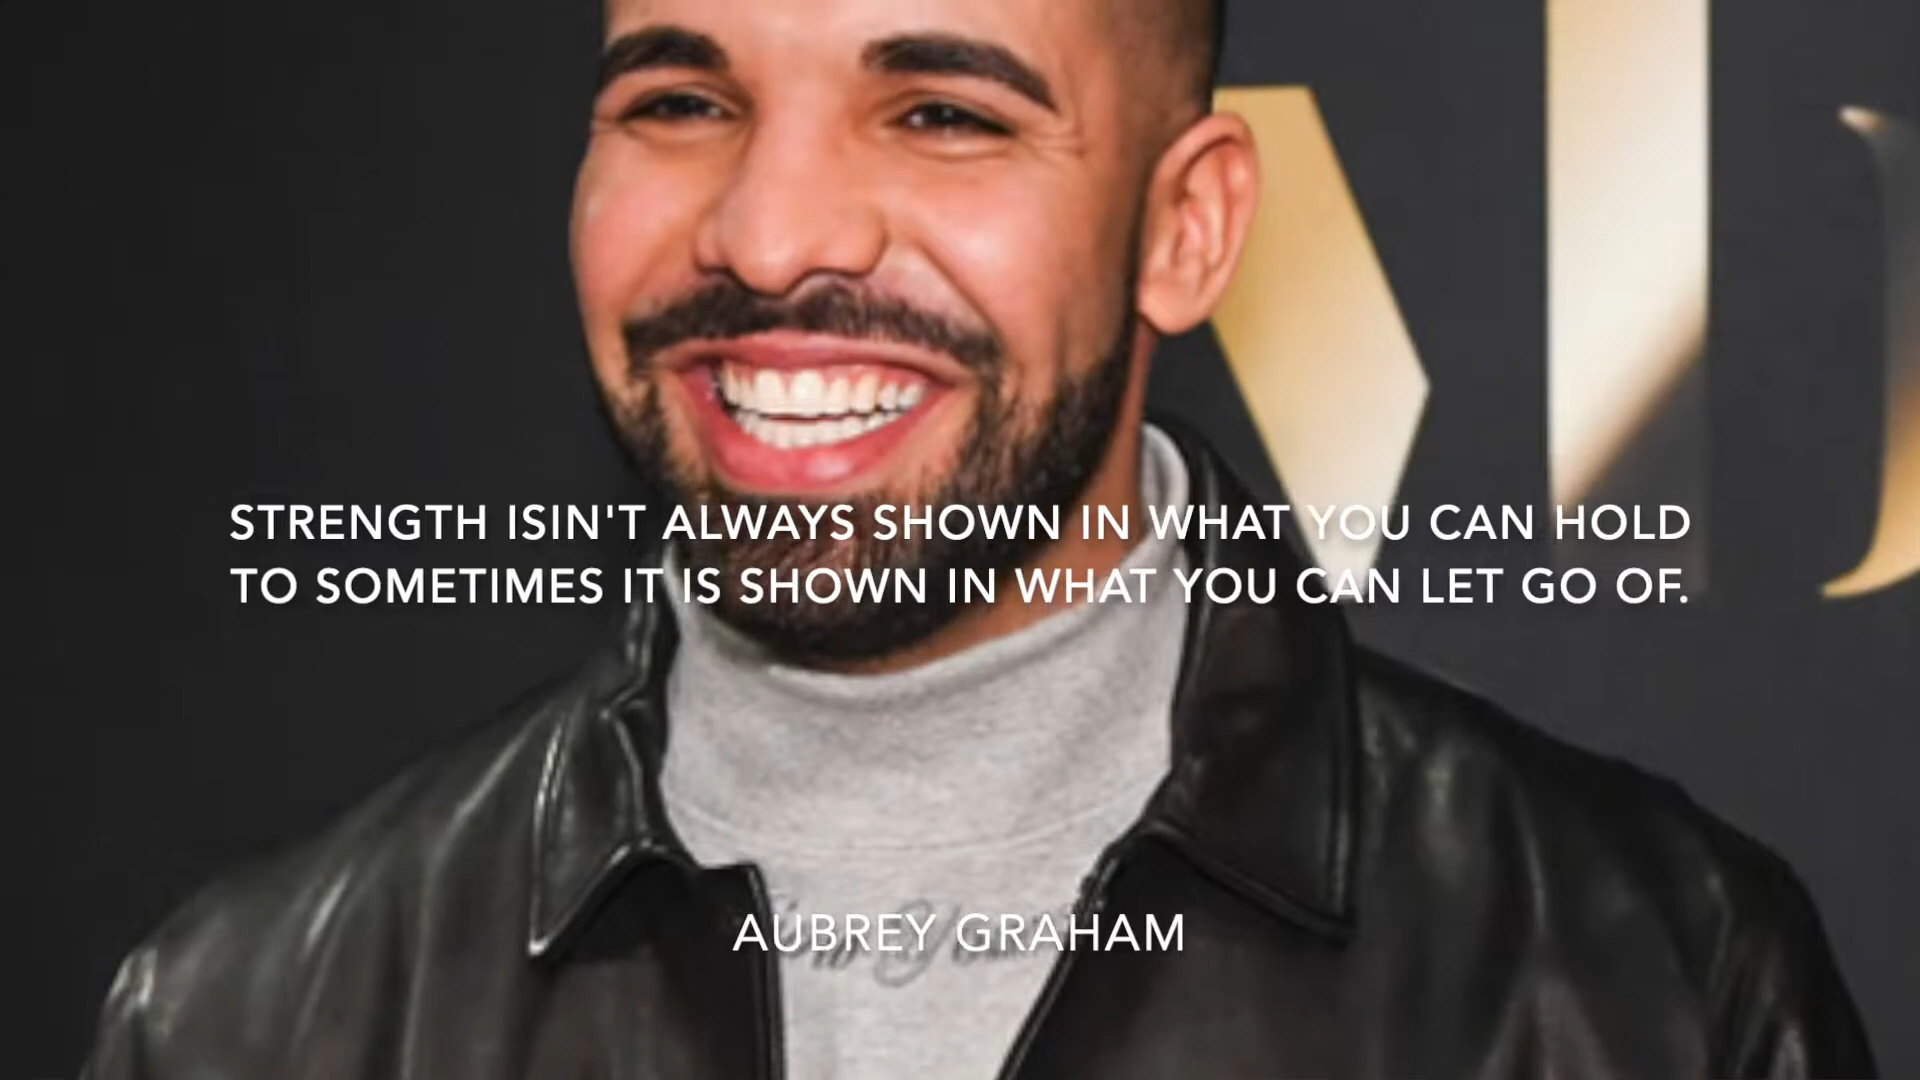 STRENGTH ISIN'T ALWAYS SHOWN IN WHAT YOU CAN HOLD
TO SOMETIMES IT IS SHOWN IN WHAT YOU CAN LET GO OF.
AUBREY GRAHAM